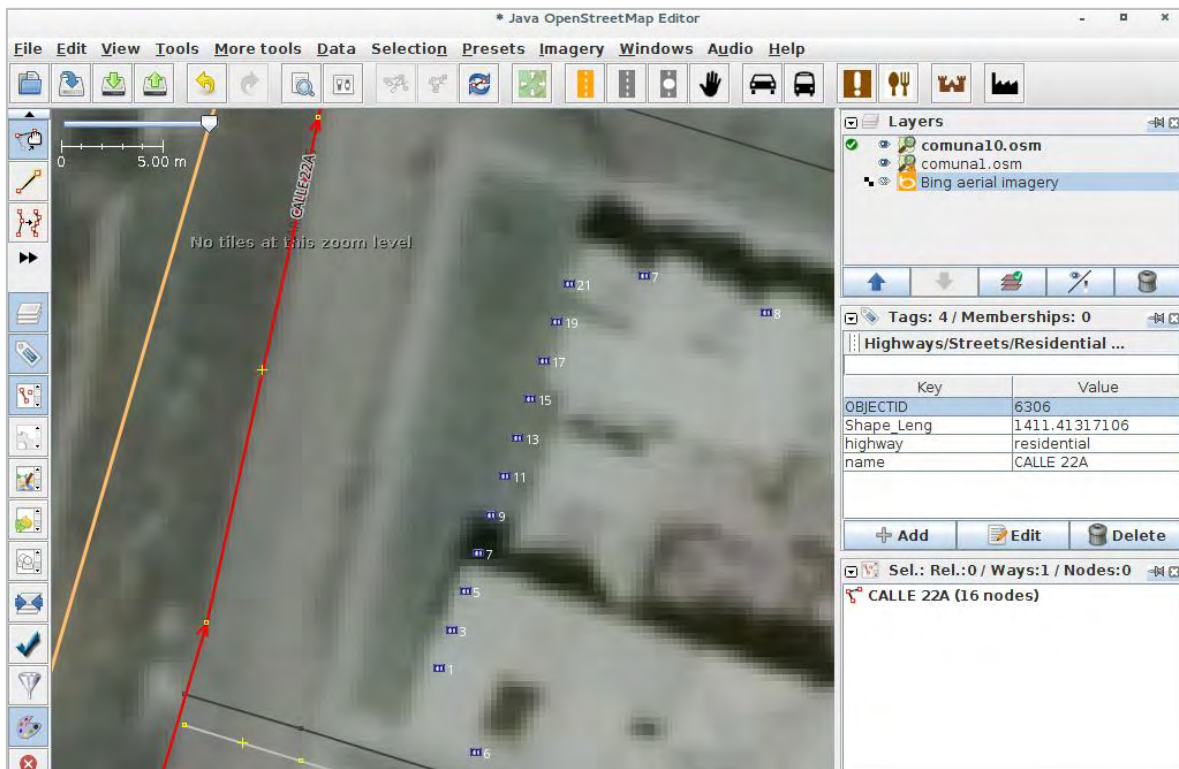 * Java OpenStreetMap Editor
File Edit View Tools More tools Data Selection Presets Imagery Windows Audio Help
0 5.00 m
CALLE 22A
No tiles at this zoom level
21
7
8
19
17
15
13
11
9
7
5
3
1
6
Layers
comuna10.osm
comuna1.osm
Bing aerial imagery
Tags: 4 / Memberships: 0
Highways/Streets/Residential ...
Key Value
OBJECTID 6306
Shape_Leng 1411.41317106
highway residential
name CALLE 22A
Add Edit Delete
Sel.: Rel.:0 / Ways:1 / Nodes:0
CALLE 22A (16 nodes)